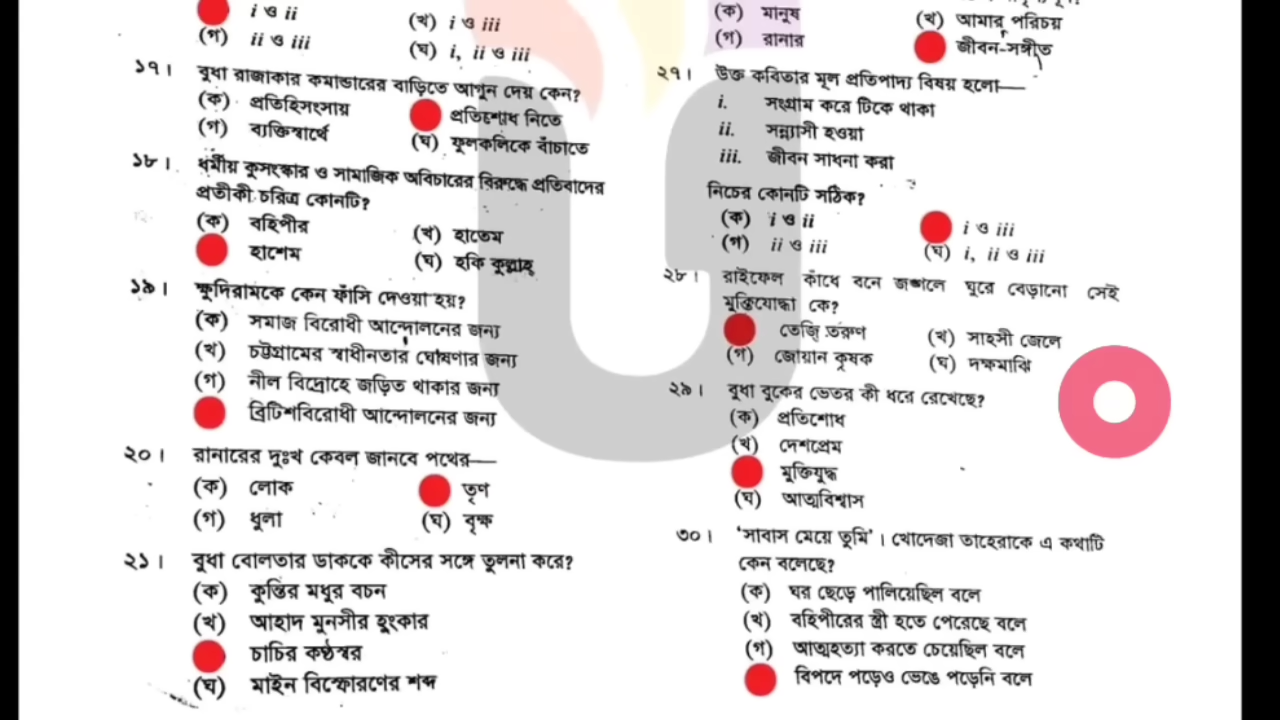 i ও ii
(খ) i ও iii
(গ) ii ও iii
(ঘ) i, ii ও iii
১৭। বুধা রাজাকার কমান্ডারের বাড়িতে আগুন দেয় কেন?
(ক) প্রতিহিসংসায়
প্রতিশোধ নিতে
(গ) ব্যক্তিস্বার্থে
(ঘ) ফুলকলিকে বাঁচাতে
১৮। ধর্মীয় কুসংস্কার ও সামাজিক অবিচারের বিরুদ্ধে প্রতিবাদের
প্রতীকী চরিত্র কোনটি?
(ক) বহিপীর
(খ) হাতেম
হাশেম
(ঘ) হকি কুল্লাহ্
১৯। ক্ষুদিরামকে কেন ফাঁসি দেওয়া হয়?
(ক) সমাজ বিরোধী আন্দোলনের জন্য
(খ) চট্টগ্রামের স্বাধীনতার ঘোষণার জন্য
(গ) নীল বিদ্রোহে জড়িত থাকার জন্য
ব্রিটিশবিরোধী আন্দোলনের জন্য
২০। রানারের দুঃখ কেবল জানবে পথের—
(ক) লোক
তৃণ
(গ) ধুলা
(ঘ) বৃক্ষ
২১। বুধা বোলতার ডাককে কীসের সঙ্গে তুলনা করে?
(ক) কুন্তির মধুর বচন
(খ) আহাদ মুনসীর হুংকার
চাচির কণ্ঠস্বর
(ঘ) মাইন বিস্ফোরণের শব্দ
(ক) মানুষ
(খ) আমার পরিচয়
(গ) রানার
জীবন-সঙ্গীত
২৭। উক্ত কবিতার মূল প্রতিপাদ্য বিষয় হলো—
i. সংগ্রাম করে টিকে থাকা
ii. সন্ন্যাসী হওয়া
iii. জীবন সাধনা করা
নিচের কোনটি সঠিক?
(ক) i ও ii
i ও iii
(গ) ii ও iii
(ঘ) i, ii ও iii
২৮। রাইফেল কাঁধে বনে জঙ্গালে ঘুরে বেড়ানো সেই
মুক্তিযোদ্ধা কে?
তেজি তরুণ
(খ) সাহসী জেলে
(গ) জোয়ান কৃষক
(ঘ) দক্ষমাঝি
২৯। বুধা বুকের ভেতর কী ধরে রেখেছে?
(ক) প্রতিশোধ
(খ) দেশপ্রেম
মুক্তিযুদ্ধ
(ঘ) আত্মবিশ্বাস
৩০। ‘সাবাস মেয়ে তুমি’। খোদেজা তাহেরাকে এ কথাটি
কেন বলেছে?
(ক) ঘর ছেড়ে পালিয়েছিল বলে
(খ) বহিপীরের স্ত্রী হতে পেরেছে বলে
(গ) আত্মহত্যা করতে চেয়েছিল বলে
বিপদে পড়েও ভেঙে পড়েনি বলে